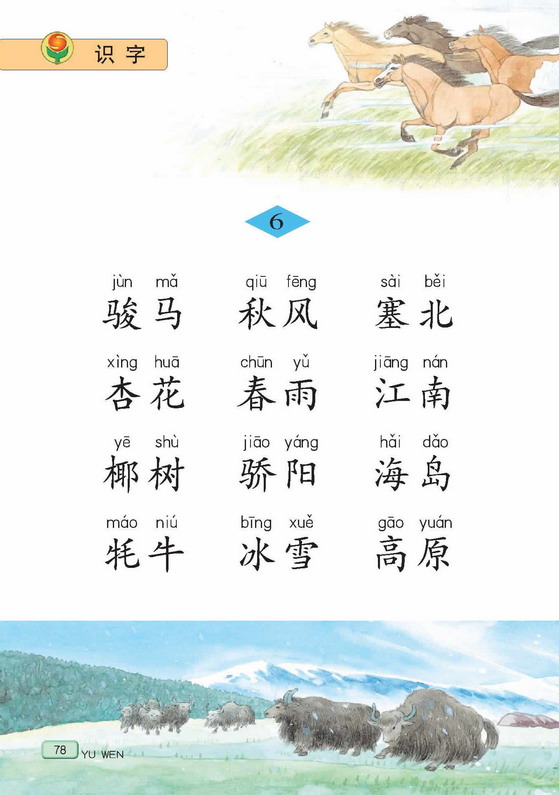 识字
6
jùn mǎ qiū fēng sài běi
骏马 秋风 塞北
xìng huā chūn yǔ jiāng nán
杏花 春雨 江南
yē shù jiāo yáng hǎi dǎo
椰树 骄阳 海岛
máo niú bīng xuě gāo yuán
牦牛 冰雪 高原
78 YU WEN